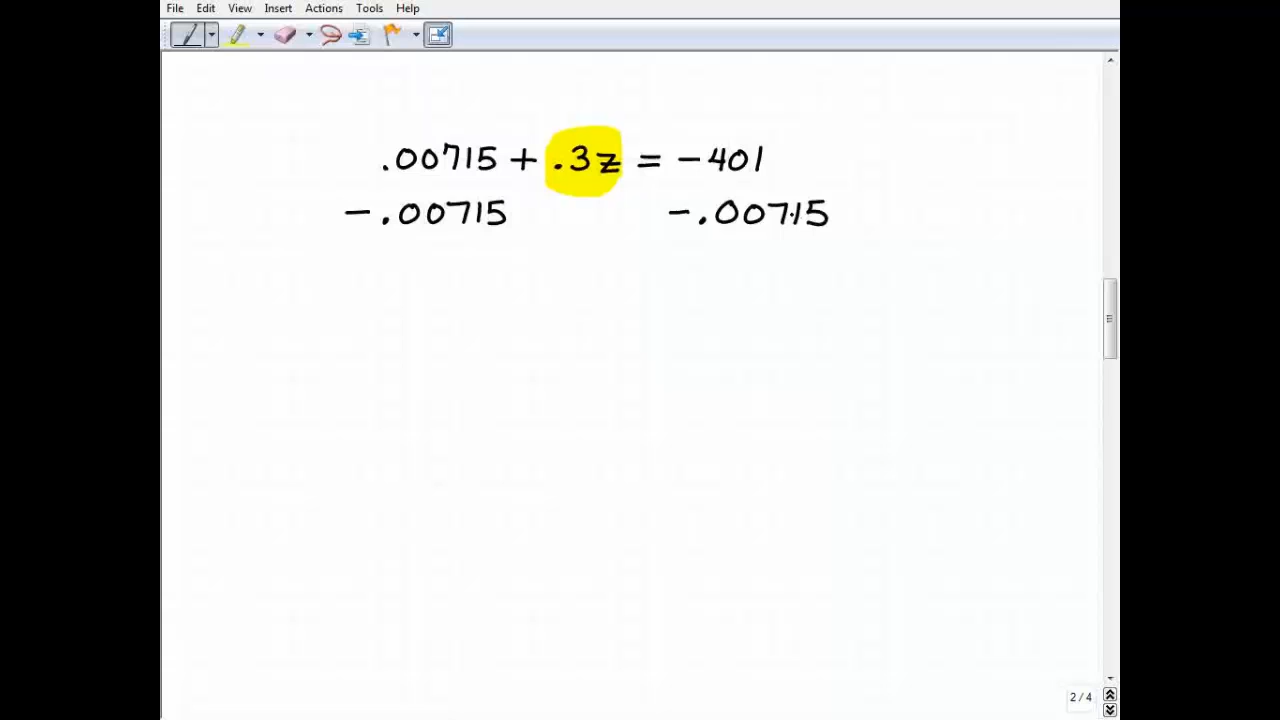 File Edit View Insert Actions Tools Help
.00715 + .3z = -401
-.00715 -.00715
2 / 4